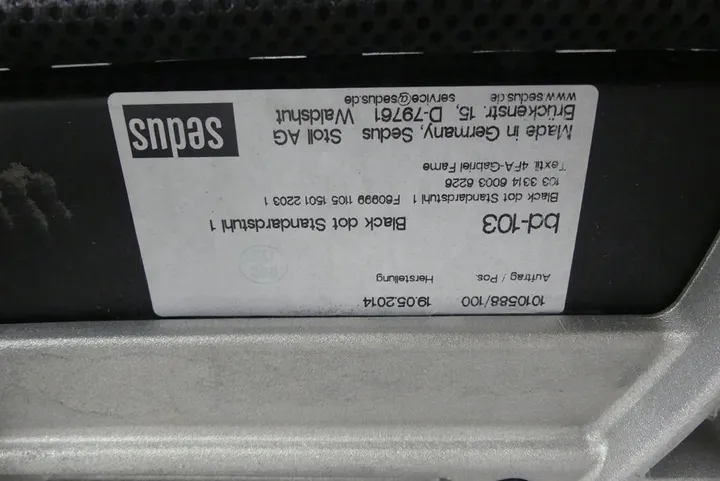 1010588/100 19.05.2014
Auftrag / Pos. Herstellung
bd-103 Black dot Standardstuhl 1
Black dot Standardstuhl 1 F60999 1105 1501 2203 1
103 3314 6003 6226
Textil 4FA-Gabriel Fame
Made in Germany, Sedus Stoll AG
Brückenstr. 15, D-79761 Waldshut
www.sedus.de service@sedus.de
sedus